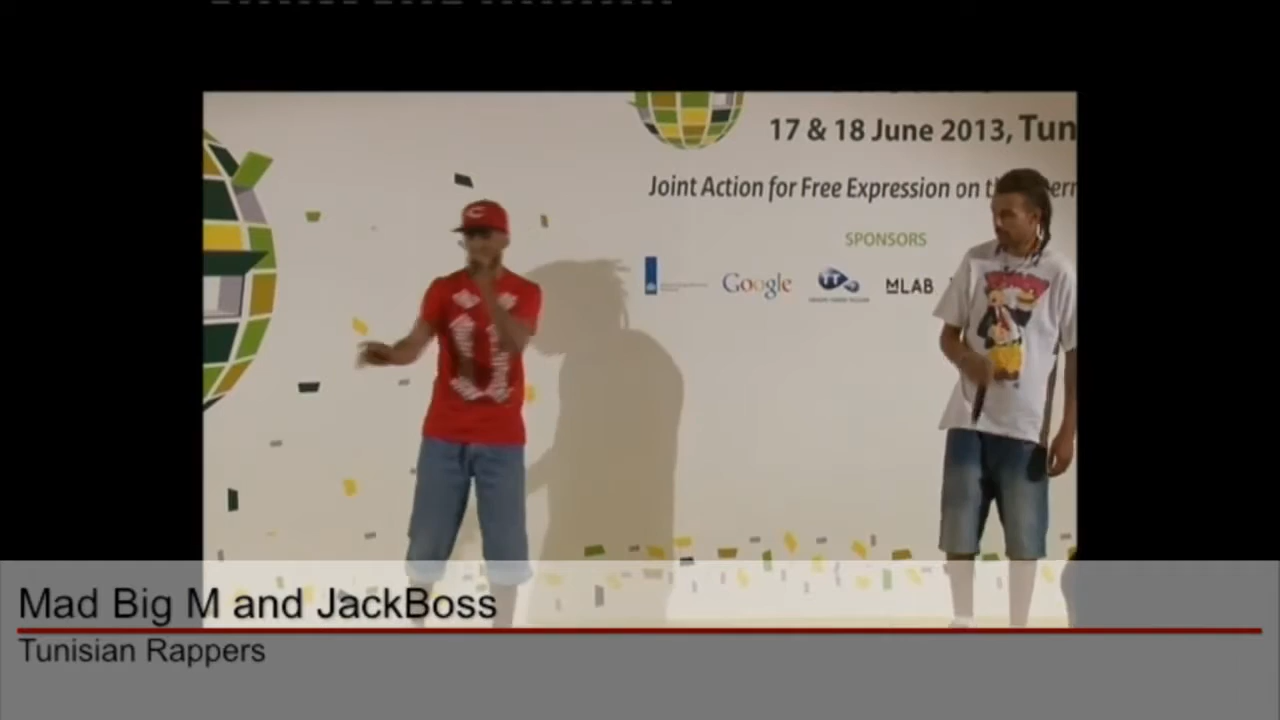 17 & 18 June 2013, Tun
Joint Action for Free Expression on t
SPONSORS
Google
TT
MLAB
C
U
Mad Big M and JackBoss
Tunisian Rappers